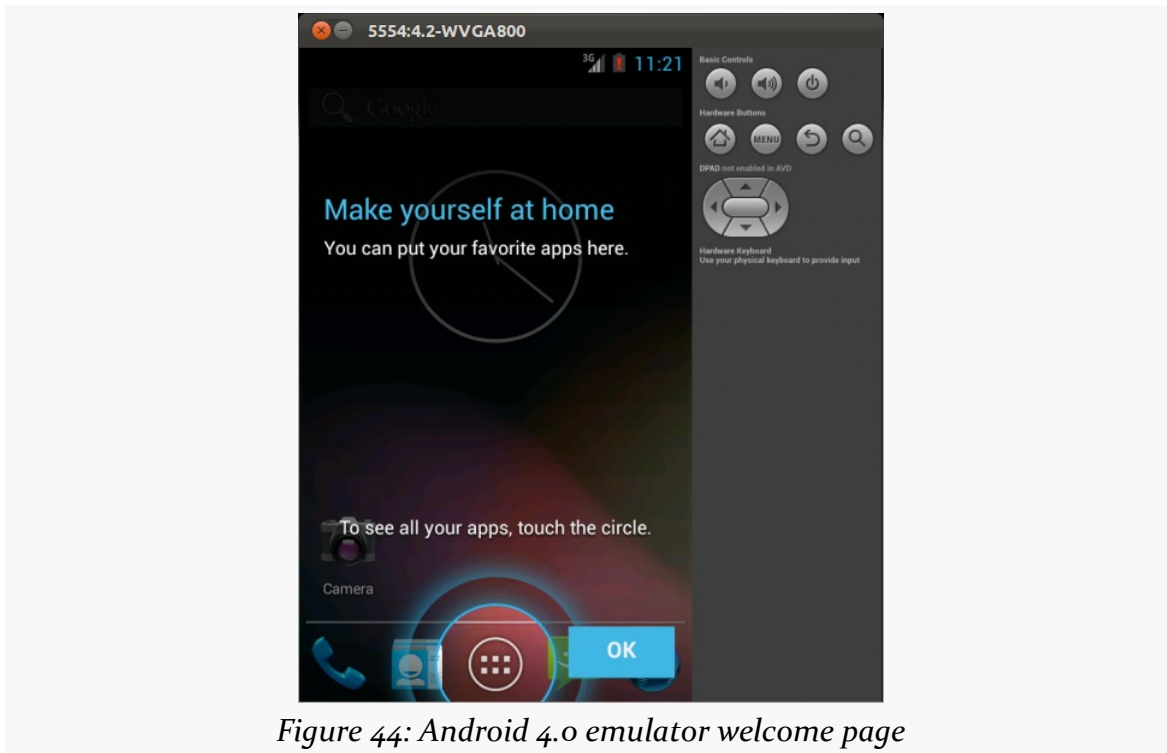 5554:4.2-WVGA800
3G
11:21
Google
Make yourself at home
You can put your favorite apps here.
To see all your apps, touch the circle.
Camera
OK
Basic Controls
Hardware Buttons
MENU
DPAD not enabled in AVD
Hardware Keyboard
Use your physical keyboard to provide input
Figure 44: Android 4.0 emulator welcome page